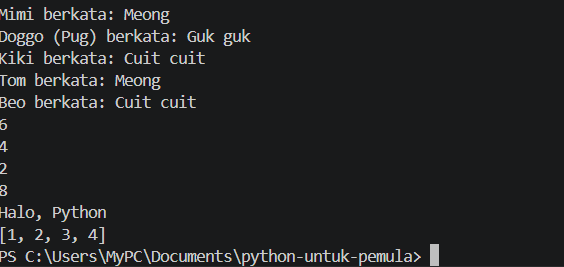 Mimi berkata: Meong
Doggo (Pug) berkata: Guk guk
Kiki berkata: Cuit cuit
Tom berkata: Meong
Beo berkata: Cuit cuit
6
4
2
8
Halo, Python
[1, 2, 3, 4]
PS C:\Users\MyPC\Documents\python-untuk-pemula>